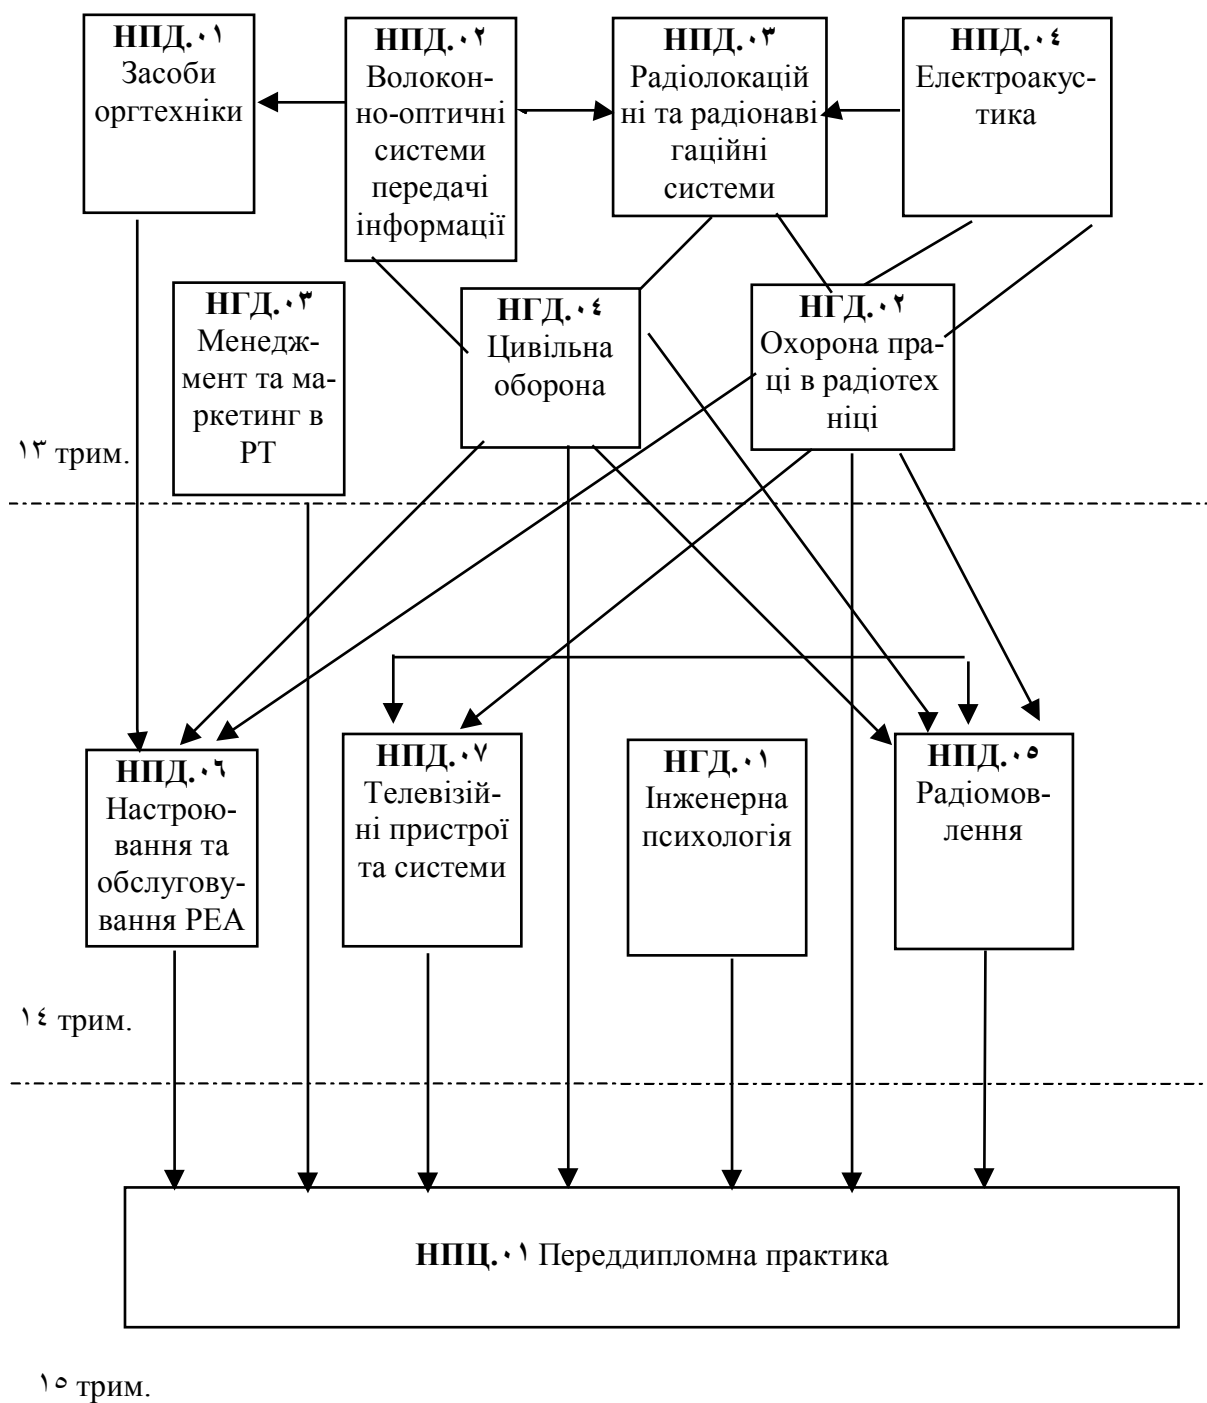 НПД.٠١
Засоби
оргтехніки
НПД.٠٢
Волокон-
но-оптичні
системи
передачі
інформації
НПД.٠٣
Радіолокацій
ні та радіонаві
гаційні
системи
НПД.٠٤
Електроакус-
тика
НГД.٠٣
Менедж-
мент та ма-
ркетинг в
РТ
НГД.٠٤
Цивільна
оборона
НГД.٠٢
Охорона пра-
ці в радіотех
ніці
١٣ трим.
НПД.٠٦
Настрою-
вання та
обслугову-
вання РЕА
НПД.٠٧
Телевізій-
ні пристрої
та системи
НГД.٠١
Інженерна
психологія
НПД.٠٥
Радіомов-
лення
١٤ трим.
НПЦ.٠١ Переддипломна практика
١٥ трим.